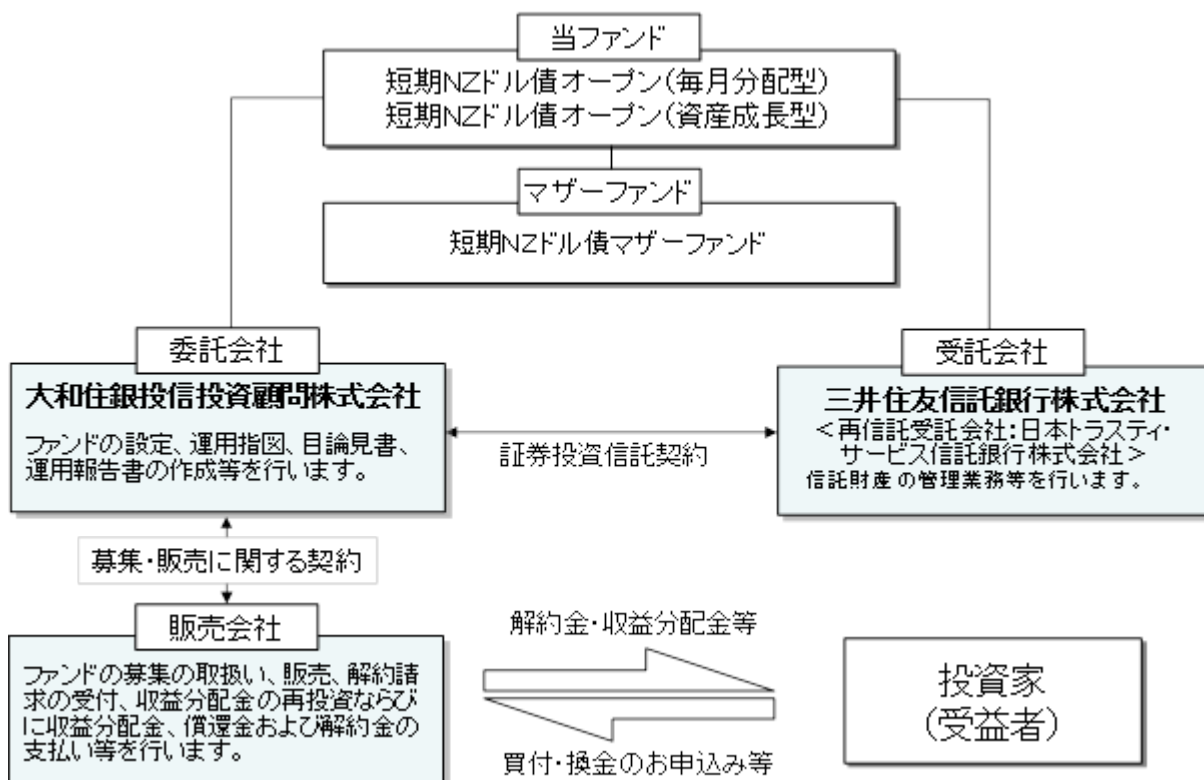 当ファンド
短期NZドル債オープン(毎月分配型)
短期NZドル債オープン(資産成長型)
マザーファンド
短期NZドル債マザーファンド
委託会社
大和住銀投信投資顧問株式会社
ファンドの設定、運用指図、目論見書、
運用報告書の作成等を行います。
証券投資信託契約
受託会社
三井住友信託銀行株式会社
<再信託受託会社:日本トラスティ・
サービス信託銀行株式会社>
信託財産の管理業務等を行います。
募集・販売に関する契約
販売会社
ファンドの募集の取扱い、販売、解約請
求の受付、収益分配金の再投資ならび
に収益分配金、償還金および解約金の
支払い等を行います。
解約金・収益分配金等
買付・換金のお申込み等
投資家
(受益者)